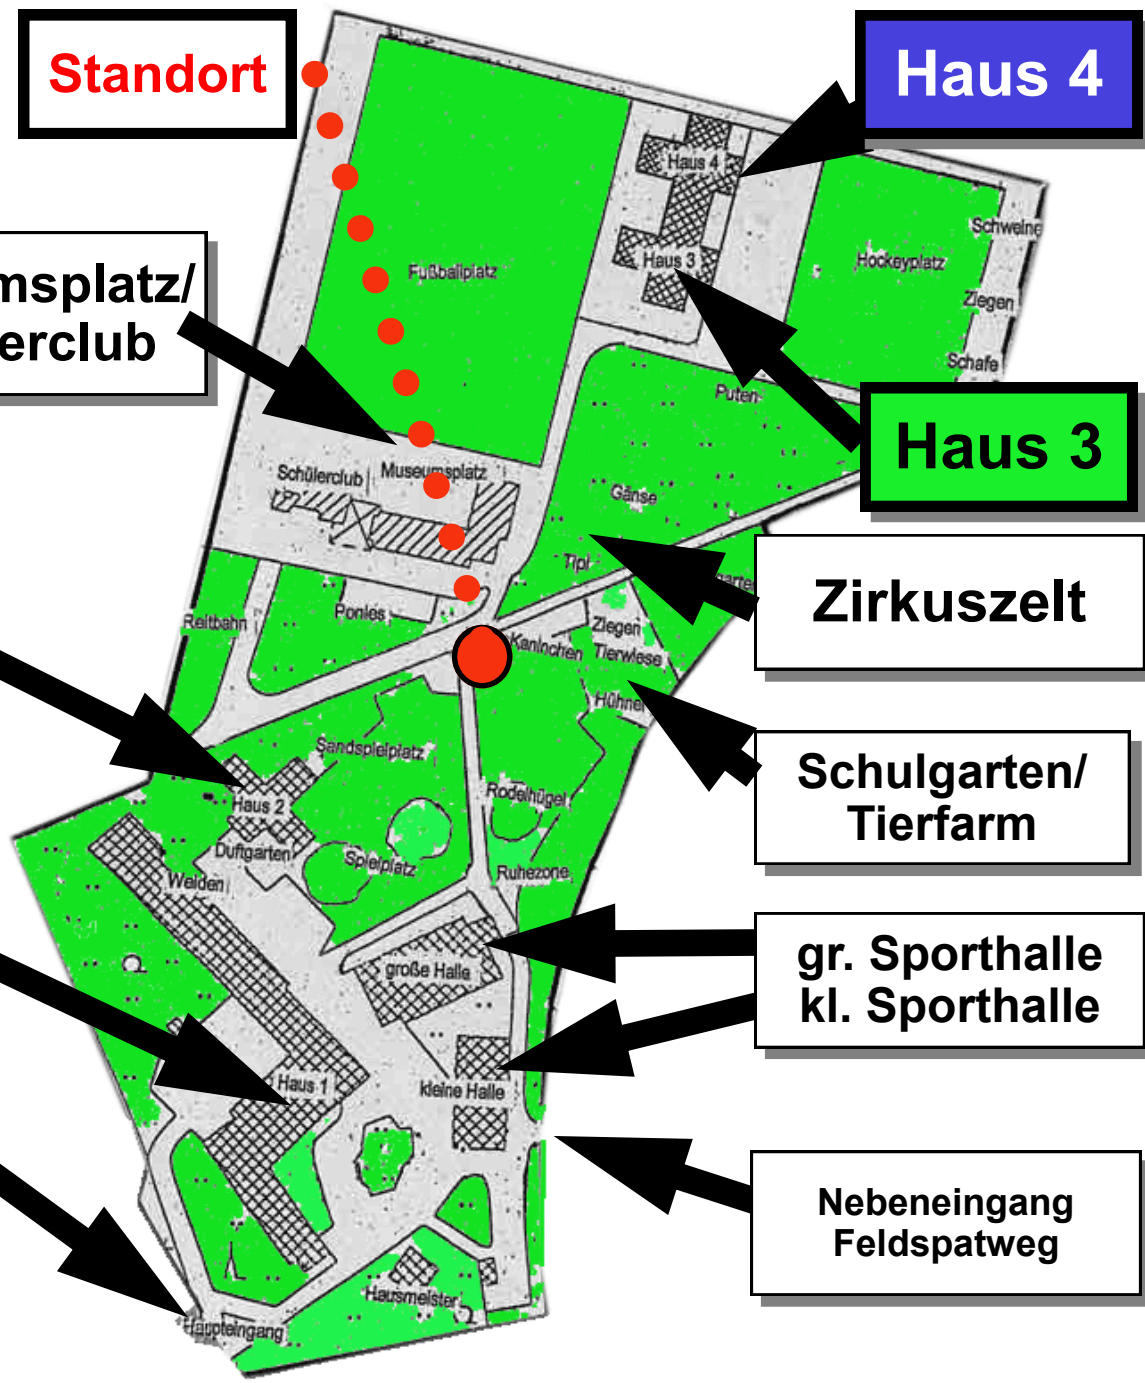 Standort
Haus 4
Haus 4
Schweine
Haus 3
Hockeyplatz
Fußballplatz
msplatz/
erclub
Ziegen
Schafe
Puten
Haus 3
Schülerclub
Museumsplatz
Gänse
Tipi
Zirkuszelt
Ponies
Reitbahn
Kaninchen
Ziegen
Tierwiese
Hühner
Sandspielplatz
Schulgarten/
Tierfarm
Rodelhügel
Haus 2
Duftgarten
Spielplatz
Weiden
Ruhezone
gr. Sporthalle
kl. Sporthalle
große Halle
Haus 1
kleine Halle
Nebeneingang
Feldspatweg
Hausmeister
Haupteingang